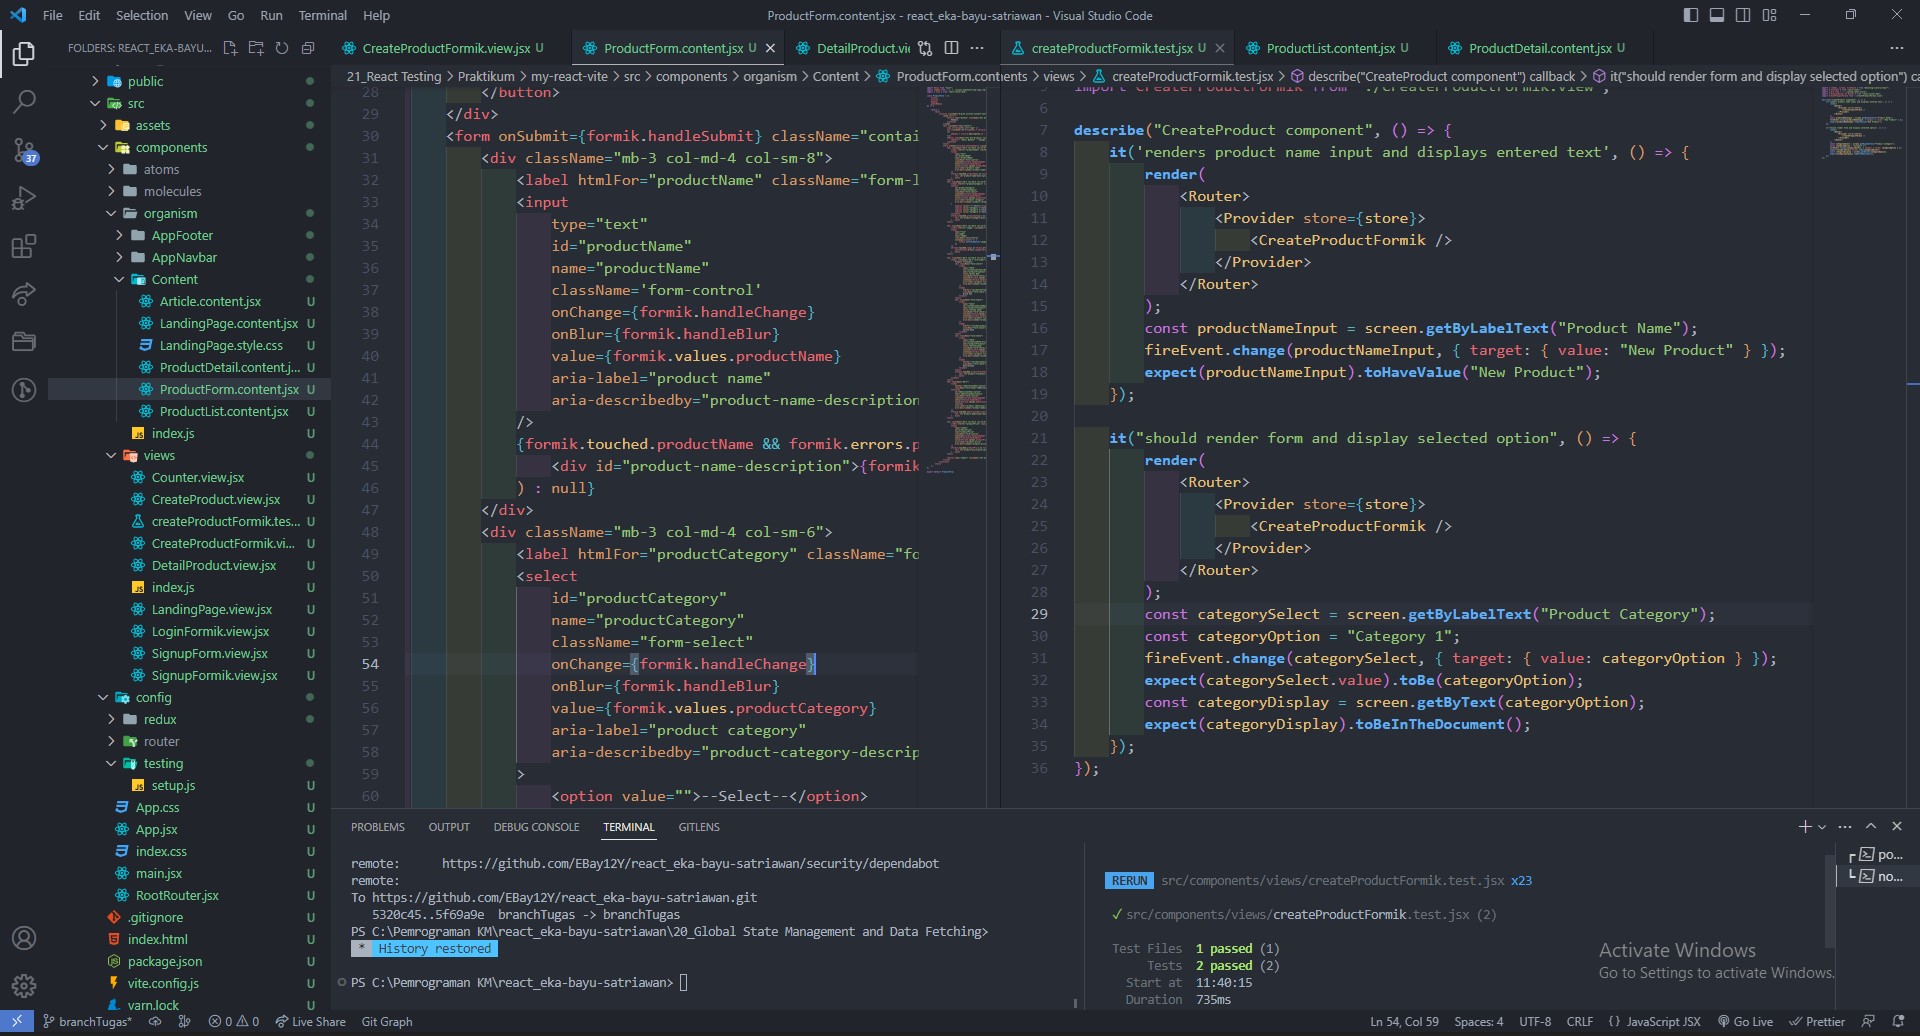 File Edit Selection View Go Run Terminal Help
ProductForm.content.jsx - react_eka-bayu-satriawan - Visual Studio Code
FOLDERS: REACT_EKA-BAYU...
public
src
assets
components
atoms
molecules
organism
AppFooter
AppNavbar
Content
Article.content.jsx U
LandingPage.content.jsx U
LandingPage.style.css U
ProductDetail.content.j... U
ProductForm.content.jsx U
ProductList.content.jsx U
index.js U
views
Counter.view.jsx U
CreateProduct.view.jsx U
createProductFormik.tes... U
CreateProductFormik.vi... U
DetailProduct.view.jsx U
index.js U
LandingPage.view.jsx U
LoginFormik.view.jsx U
SignupForm.view.jsx U
SignupFormik.view.jsx U
config
redux
router
testing
setup.js U
App.css U
App.jsx U
index.css U
main.jsx U
RootRouter.jsx U
.gitignore U
index.html U
package.json U
vite.config.js U
yarn.lock U
37
CreateProductFormik.view.jsx U
ProductForm.content.jsx U
DetailProduct.vie
21_React Testing > Praktikum > my-react-vite > src > components > organism > Content > ProductForm.content
28 </button>
29 </div>
30 <form onSubmit={formik.handleSubmit} className="contai
31 <div className="mb-3 col-md-4 col-sm-8">
32 <label htmlFor="productName" className="form-l
33 <input
34 type="text"
35 id="productName"
36 name="productName"
37 className='form-control'
38 onChange={formik.handleChange}
39 onBlur={formik.handleBlur}
40 value={formik.values.productName}
41 aria-label="product name"
42 aria-describedby="product-name-description
43 />
44 {formik.touched.productName && formik.errors.p
45 <div id="product-name-description">{formik
46 ) : null}
47 </div>
48 <div className="mb-3 col-md-4 col-sm-6">
49 <label htmlFor="productCategory" className="fo
50 <select
51 id="productCategory"
52 name="productCategory"
53 className="form-select"
54 onChange={formik.handleChange}
55 onBlur={formik.handleBlur}
56 value={formik.values.productCategory}
57 aria-label="product category"
58 aria-describedby="product-category-descrip
59 >
60 <option value="">--Select--</option>
createProductFormik.test.jsx U
ProductList.content.jsx U
ProductDetail.content.jsx U
ents > views > createProductFormik.test.jsx > describe("CreateProduct component") callback > it("should render form and display selected option") ca
import CreateProductFormik from "./CreateProductFormik.view";
6
7 describe("CreateProduct component", () => {
8 it('renders product name input and displays entered text', () => {
9 render(
10 <Router>
11 <Provider store={store}>
12 <CreateProductFormik />
13 </Provider>
14 </Router>
15 );
16 const productNameInput = screen.getByLabelText("Product Name");
17 fireEvent.change(productNameInput, { target: { value: "New Product" } });
18 expect(productNameInput).toHaveValue("New Product");
19 });
20
21 it("should render form and display selected option", () => {
22 render(
23 <Router>
24 <Provider store={store}>
25 <CreateProductFormik />
26 </Provider>
27 </Router>
28 );
29 const categorySelect = screen.getByLabelText("Product Category");
30 const categoryOption = "Category 1";
31 fireEvent.change(categorySelect, { target: { value: categoryOption } });
32 expect(categorySelect.value).toBe(categoryOption);
33 const categoryDisplay = screen.getByText(categoryOption);
34 expect(categoryDisplay).toBeInTheDocument();
35 });
36 });
PROBLEMS OUTPUT DEBUG CONSOLE TERMINAL GITLENS
remote: https://github.com/EBay12Y/react_eka-bayu-satriawan/security/dependabot
remote:
To https://github.com/EBay12Y/react_eka-bayu-satriawan.git
5320c45..5f69a9e branchTugas -> branchTugas
PS C:\Pemrograman KM\react_eka-bayu-satriawan\20_Global State Management and Data Fetching>
* History restored
PS C:\Pemrograman KM\react_eka-bayu-satriawan>
RERUN src/components/views/createProductFormik.test.jsx x23
✓ src/components/views/createProductFormik.test.jsx (2)
Test Files 1 passed (1)
Tests 2 passed (2)
Start at 11:40:15
Duration 735ms
po...
no...
Activate Windows
Go to Settings to activate Windows.
branchTugas* 0 0 Live Share Git Graph
Ln 54, Col 59 Spaces: 4 UTF-8 CRLF {} JavaScript JSX Go Live Prettier